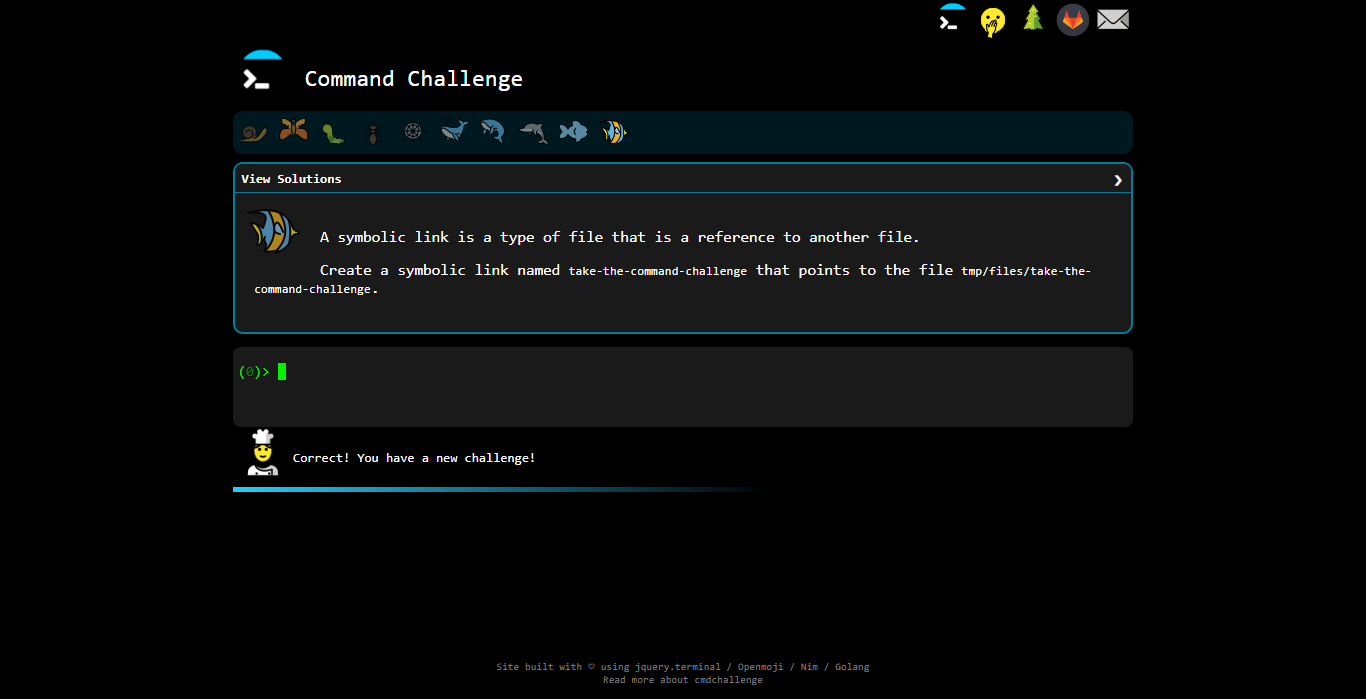 Command Challenge
View Solutions
A symbolic link is a type of file that is a reference to another file.
Create a symbolic link named take-the-command-challenge that points to the file tmp/files/take-the-
command-challenge.
(0)>
Correct! You have a new challenge!
Site built with ♡ using jquery.terminal / Openmoji / Nim / Golang
Read more about cmdchallenge